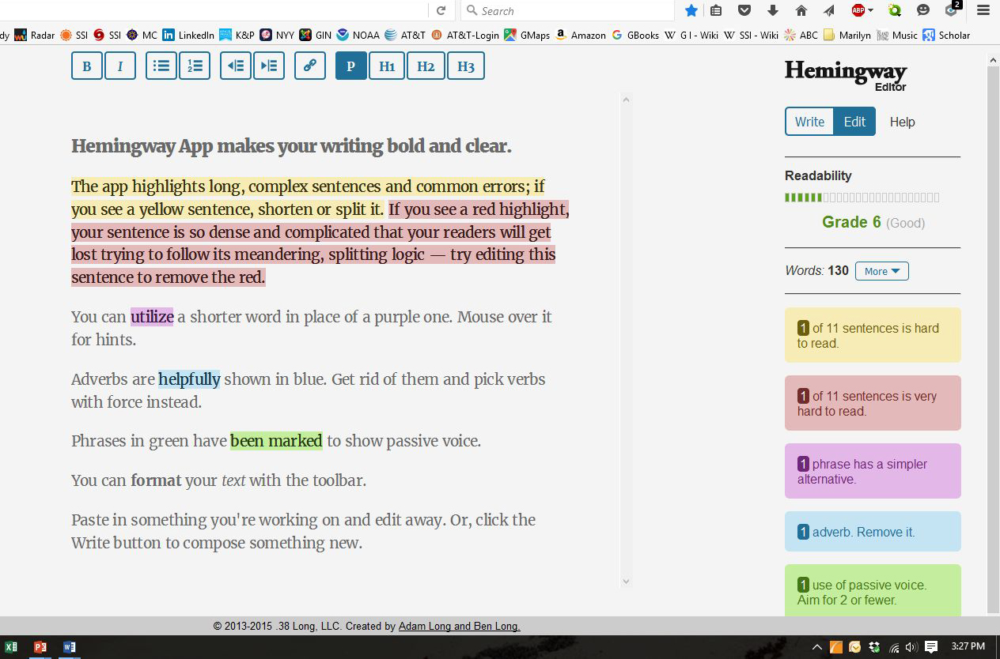 Search
ABP
2
dy Radar SSI SSI MC LinkedIn K&P NYY GIN NOAA AT&T AT&T-Login GMaps Amazon GBooks G I - Wiki SSI - Wiki ABC Marilyn Music Scholar
B I P H1 H2 H3
Hemingway
Editor
Write Edit Help
Hemingway App makes your writing bold and clear.
The app highlights long, complex sentences and common errors; if
you see a yellow sentence, shorten or split it. If you see a red highlight,
your sentence is so dense and complicated that your readers will get
lost trying to follow its meandering, splitting logic — try editing this
sentence to remove the red.
You can utilize a shorter word in place of a purple one. Mouse over it
for hints.
Adverbs are helpfully shown in blue. Get rid of them and pick verbs
with force instead.
Phrases in green have been marked to show passive voice.
You can format your text with the toolbar.
Paste in something you're working on and edit away. Or, click the
Write button to compose something new.
Readability
Grade 6 (Good)
Words: 130 More
1 of 11 sentences is hard
to read.
1 of 11 sentences is very
hard to read.
1 phrase has a simpler
alternative.
1 adverb. Remove it.
1 use of passive voice.
Aim for 2 or fewer.
© 2013-2015 .38 Long, LLC. Created by Adam Long and Ben Long.
3:27 PM